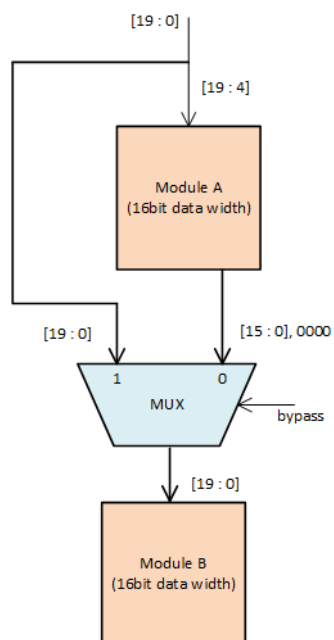 [19 : 0]
[19 : 4]
Module A
(16bit data width)
[19 : 0]
[15 : 0], 0000
1
0
MUX
bypass
[19 : 0]
Module B
(16bit data width)